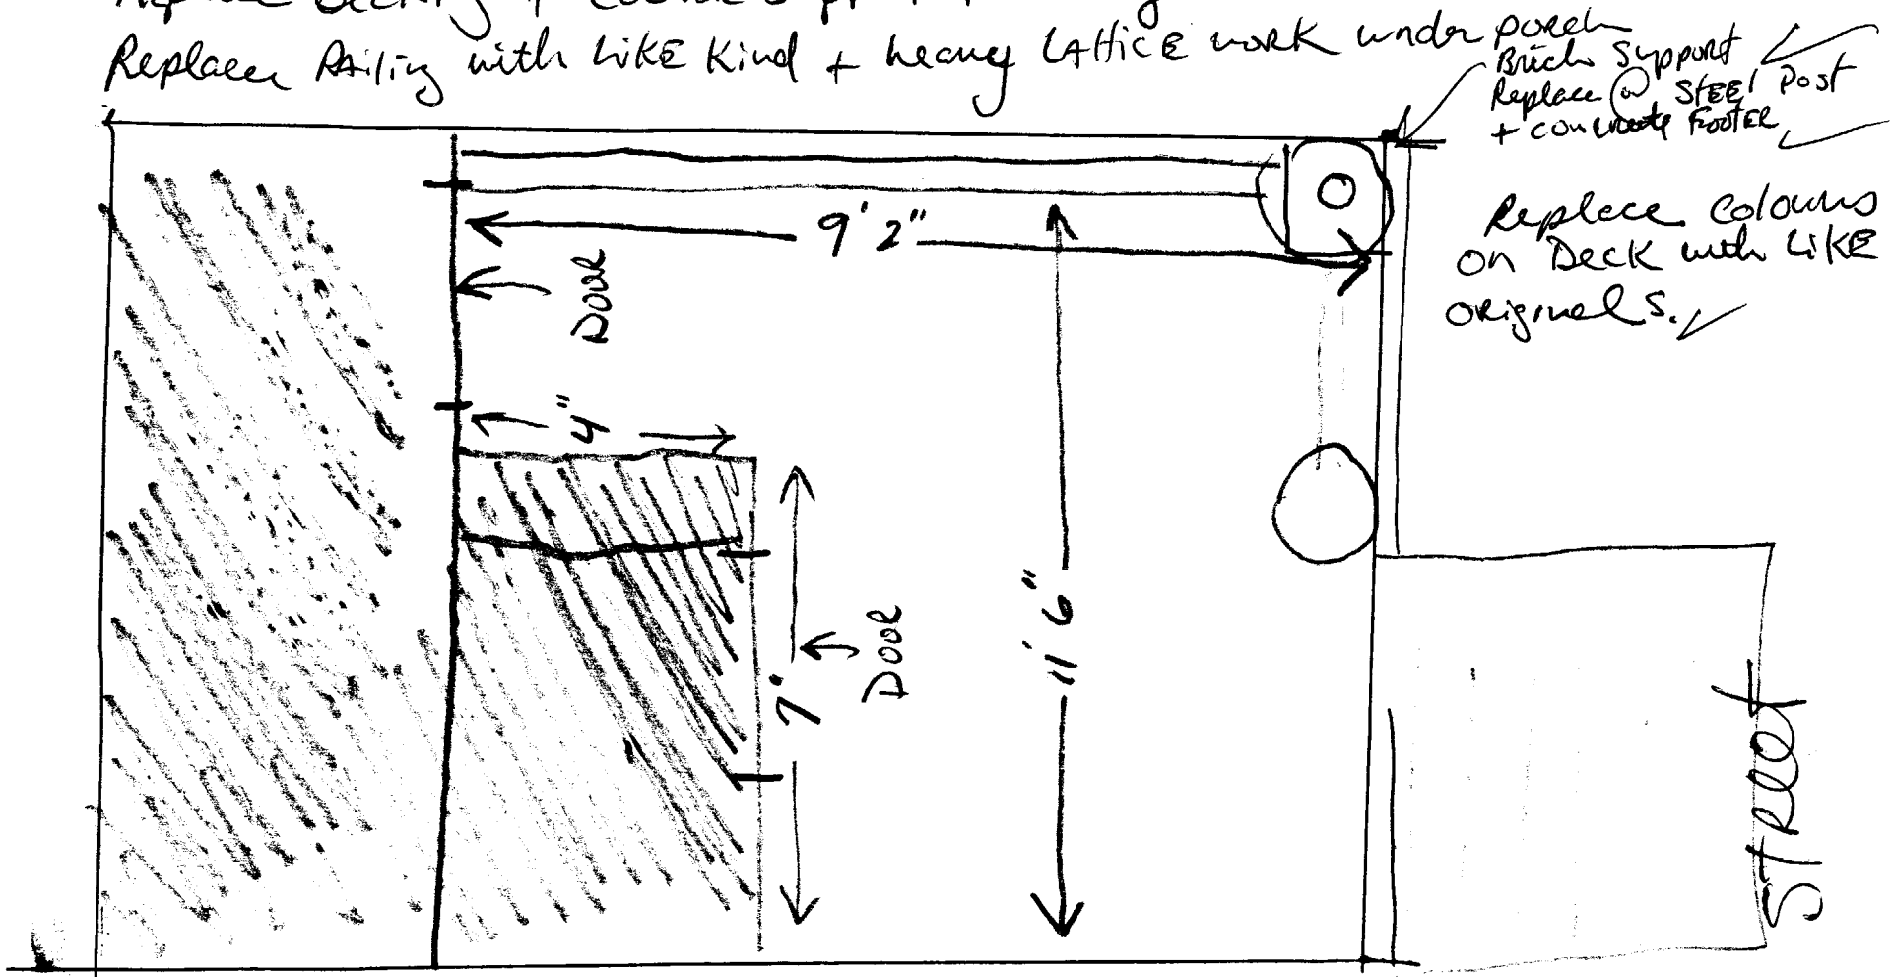 Replace Railing with LIKE Kind + heavy LATTICE work under porch
Brick Support
Replace @ STEEL Post
+ concreate FOOTER
Replace Colouns
on Deck with LIKE
ORiginals.
9' 2"
DOOR
4"
7'
DOOR
11' 6"
STREET